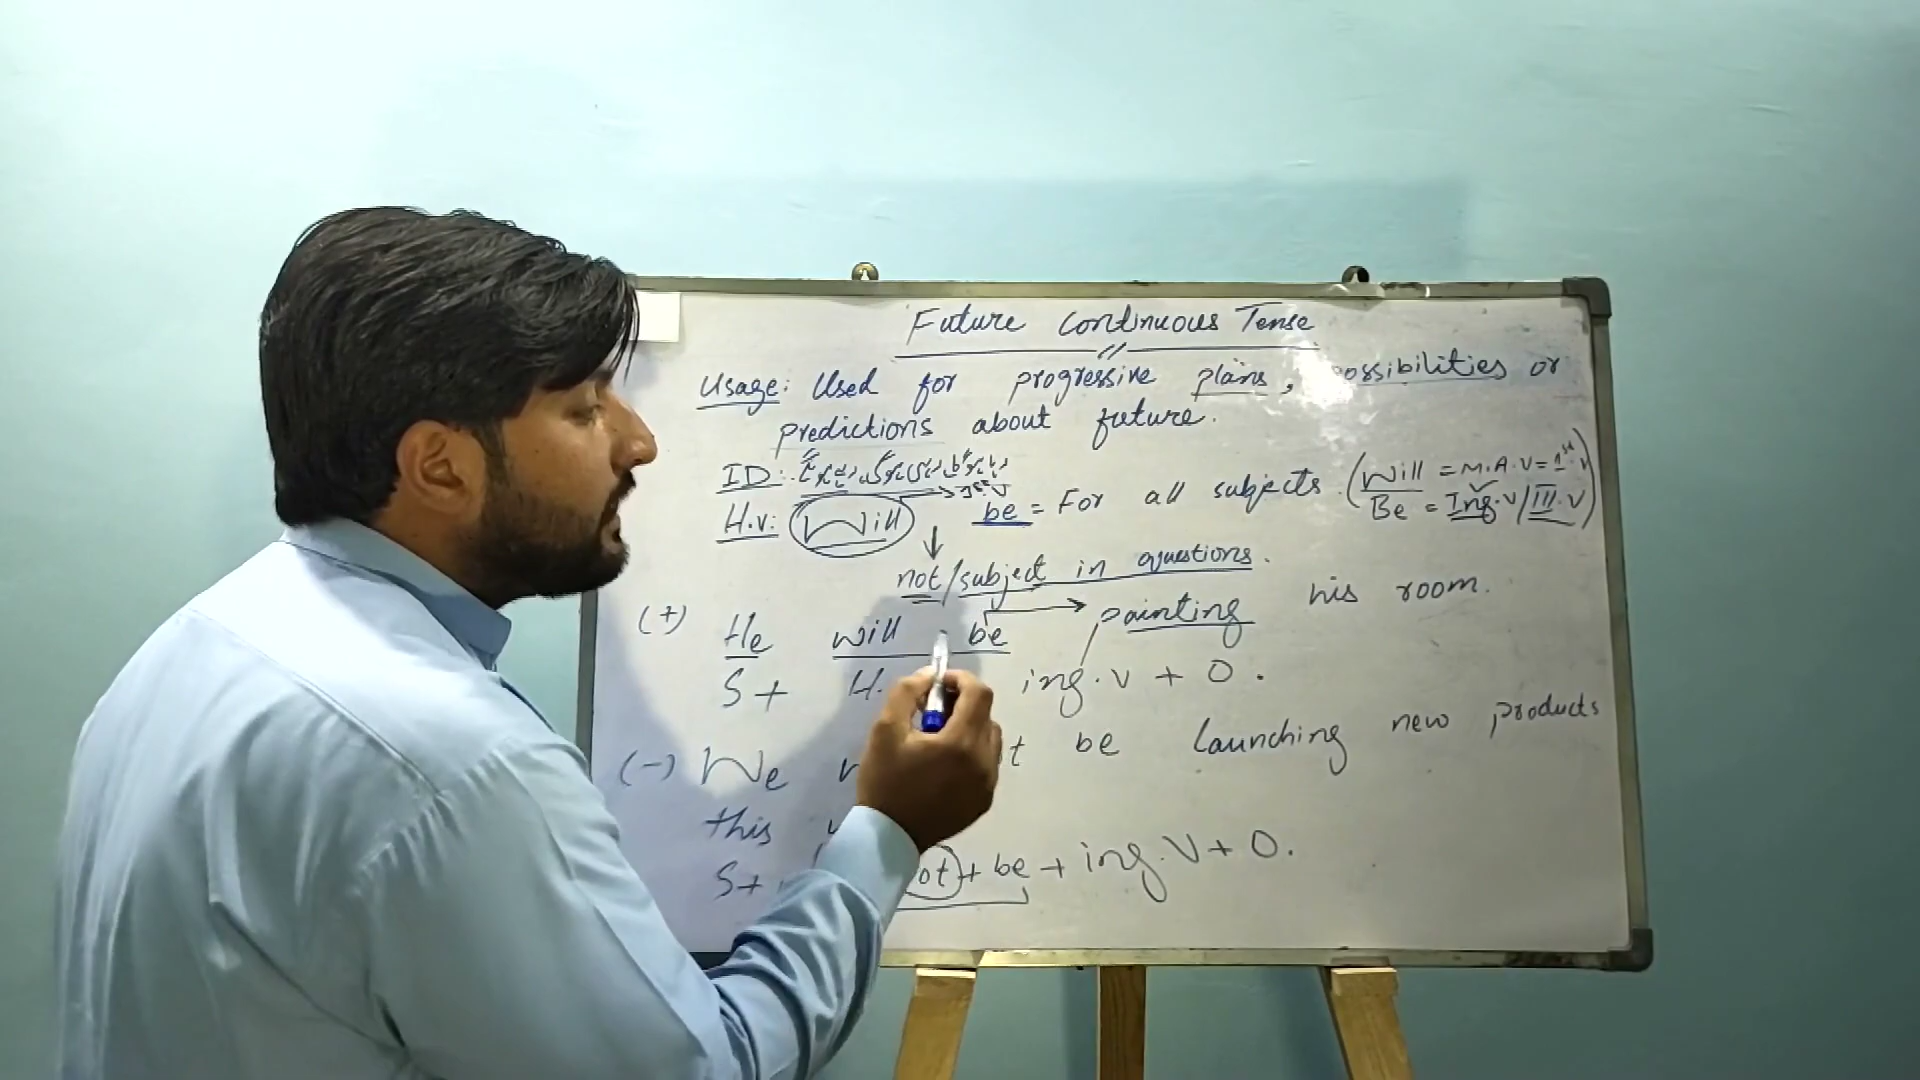 Future Continuous Tense
Usage: Used for progressive plans, possibilities or
predictions about future.
ID:
1st V
H.V: Will be = For all subjects (Will = M.A.V = 1st V
Be = Ing.V / III.V)
not/subject in questions.
(+) He will be painting his room.
S + H. ing.V + O.
(-) We be Launching new products
this
S + + be + ing.V + O.